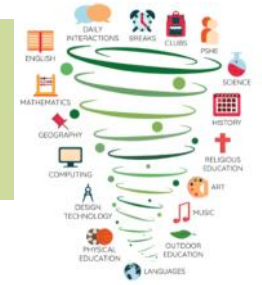 DAILY
INTERACTIONS
BREAKS
CLUBS
PSHE
ENGLISH
SCIENCE
MATHEMATICS
HISTORY
GEOGRAPHY
RELIGIOUS
EDUCATION
COMPUTING
ART
DESIGN
TECHNOLOGY
MUSIC
PHYSICAL
EDUCATION
OUTDOOR
EDUCATION
LANGUAGES